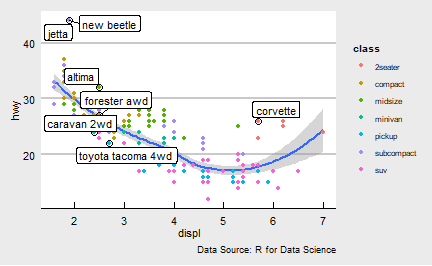 new beetle
jetta
altima
forester awd
caravan 2wd
corvette
toyota tacoma 4wd
hwy
40
30
20
2
3
4
5
6
7
displ
class
2seater
compact
midsize
minivan
pickup
subcompact
suv
Data Source: R for Data Science